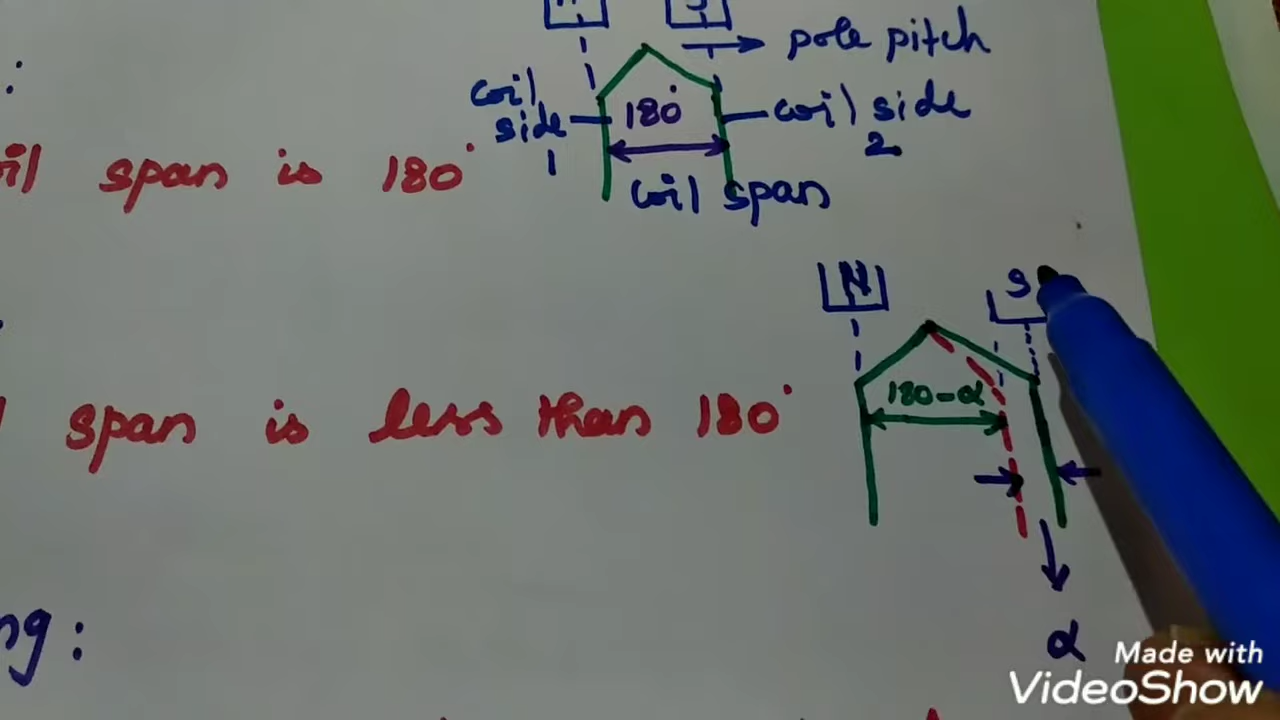 pole pitch
:
coil side 1
180°
coil side 2
coil span
span is 180°
N
S
180-α
span is less than 180°
α
:
Made with
VideoShow